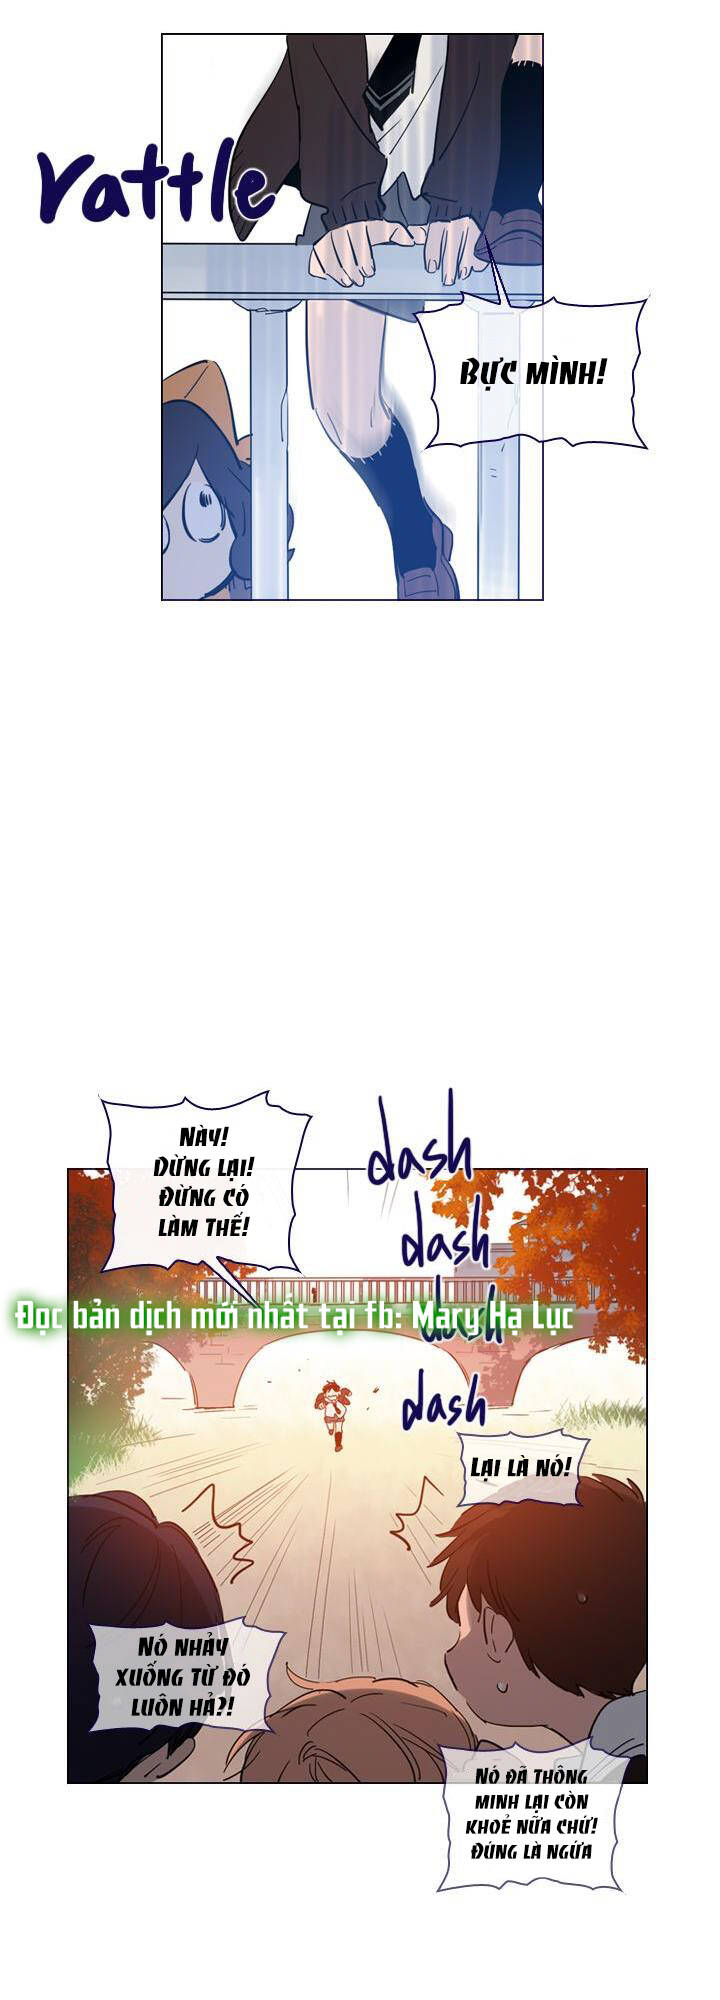 rattle
BỰC MÌNH!
NÀY!
DỪNG LẠI!
ĐỪNG CÓ
LÀM THẾ!
dash
dash
dash
Đọc bản dịch mới nhất tại fb: Mary Hạ Lục
dash
LẠI LÀ NÓ!
NÓ NHẢY
XUỐNG TỪ ĐÓ
LUÔN HẢ?!
NÓ ĐÃ THÔNG
MINH LẠI CÒN
KHOẺ NỮA CHỨ!
ĐÚNG LÀ NGỨA